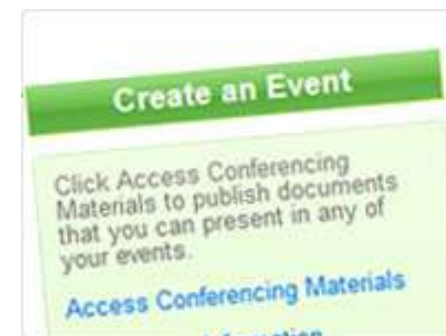 Create an Event
Click Access Conferencing
Materials to publish documents
that you can present in any of
your events.
Access Conferencing Materials